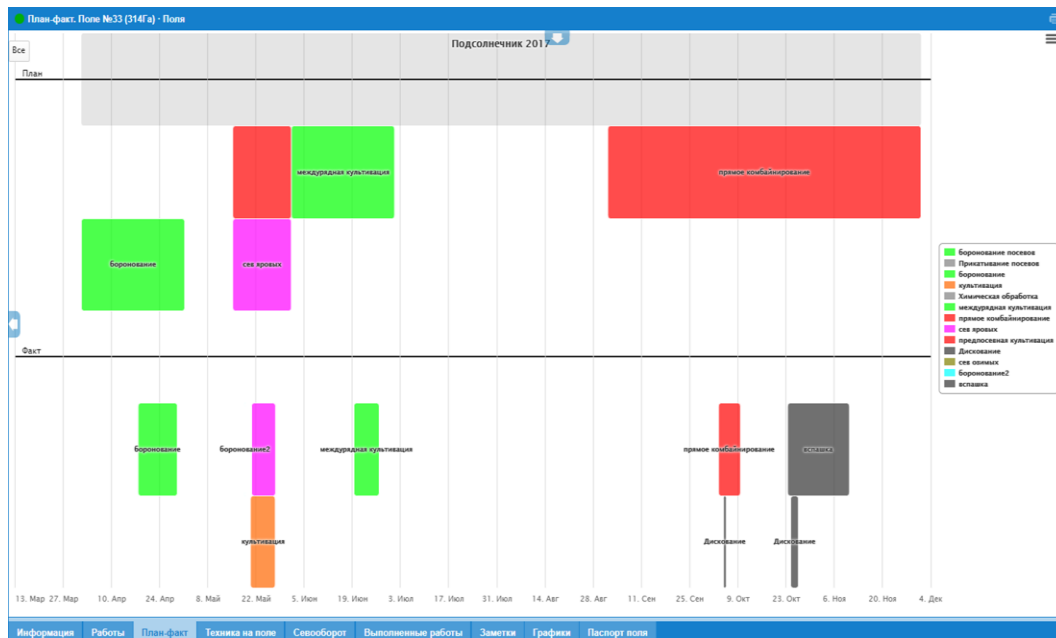 План-факт. Поле №33 (314Га) - Поля
Подсолнечник 2017
Все
План
междурядная культивация
прямое комбайнирование
боронование
сев яровых
боронование посевов
Прикатывание посевов
боронование
культивация
Химическая обработка
междурядная культивация
прямое комбайнирование
сев яровых
предпосевная культивация
Дискование
сев озимых
боронование2
вспашка
Факт
боронование
боронование2
междурядная культивация
прямое комбайнирование
вспашка
культивация
Дискование
Дискование
13. Мар 27. Мар 10. Апр 24. Апр 8. Май 22. Май 5. Июн 19. Июн 3. Июл 17. Июл 31. Июл 14. Авг 28. Авг 11. Сен 25. Сен 9. Окт 23. Окт 6. Ноя 20. Ноя 4. Дек
Информация Работы План-факт Техника на поле Севооборот Выполненные работы Заметки Графики Паспорт поля